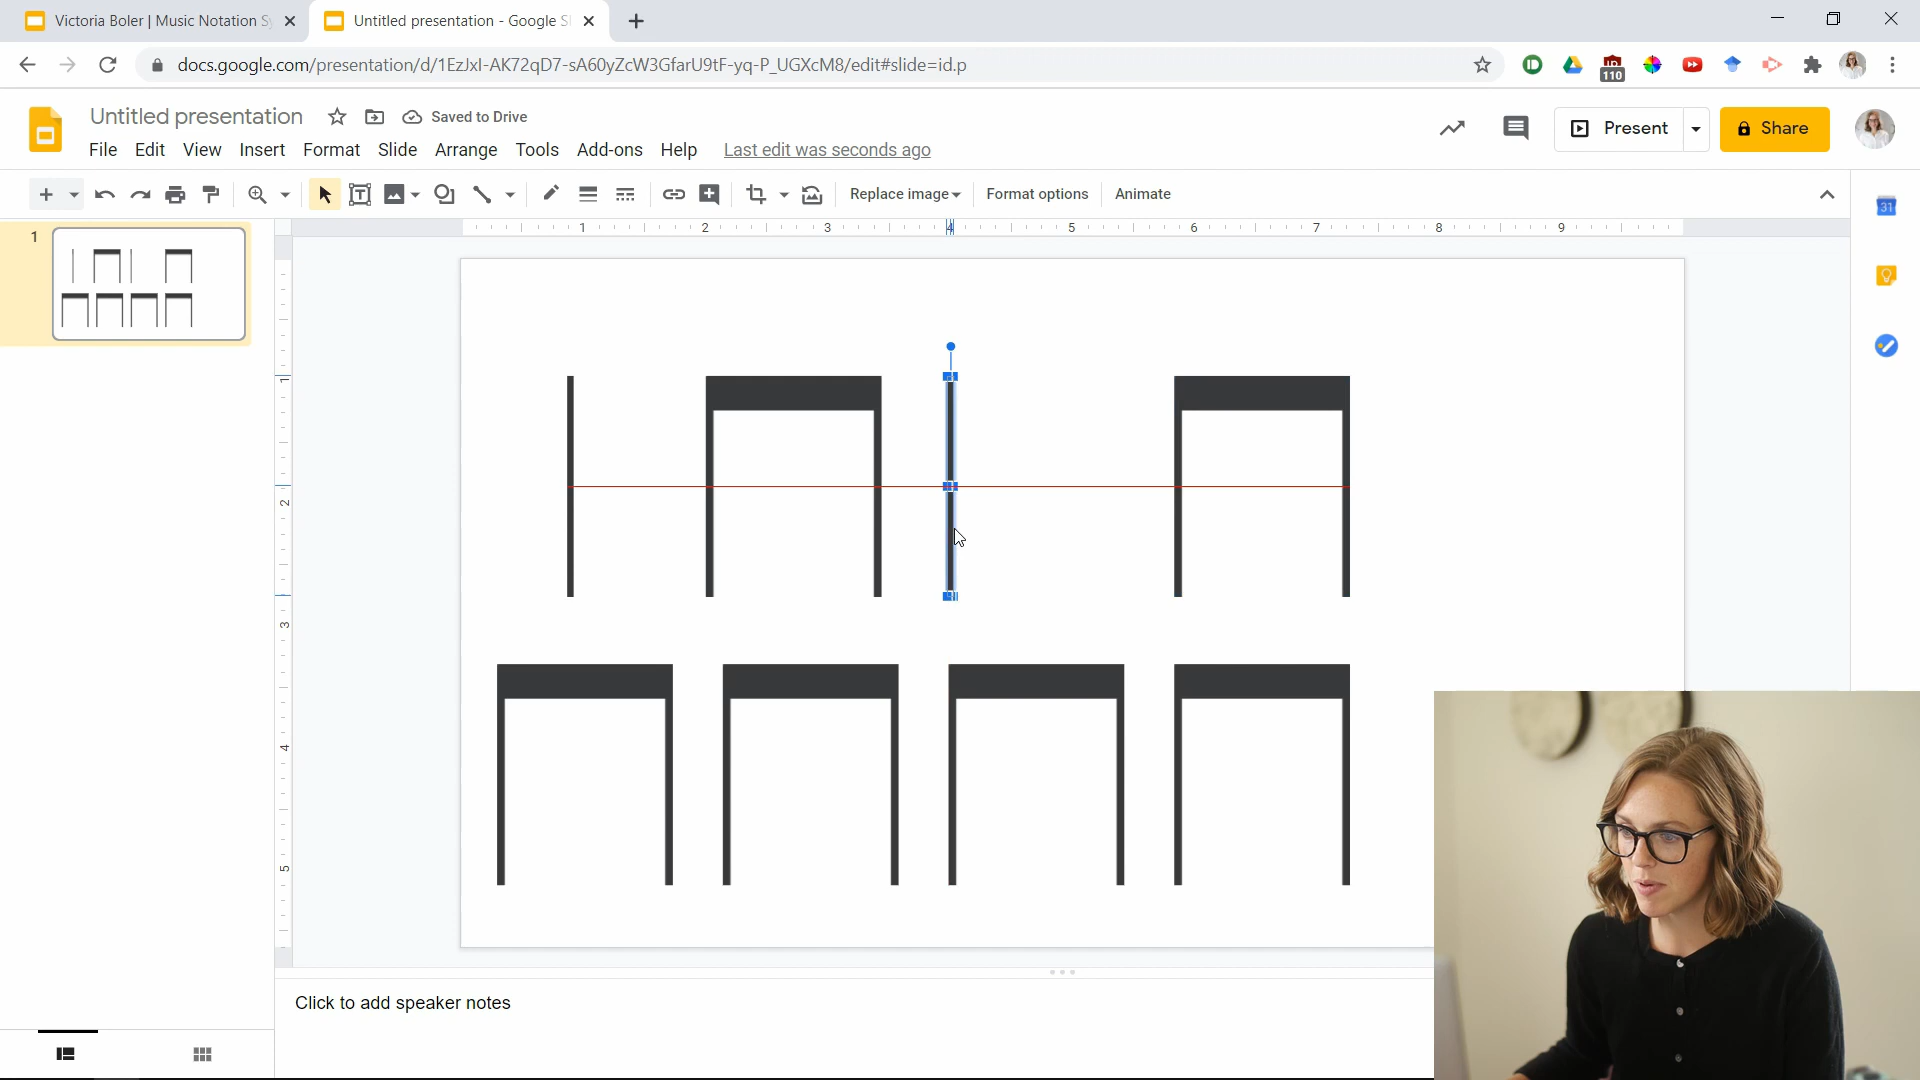 Victoria Boler | Music Notation S
Untitled presentation - Google S
docs.google.com/presentation/d/1EzJxI-AK72qD7-sA60yZcW3GfarU9tF-yq-P_UGXcM8/edit#slide=id.p
110
Untitled presentation
Saved to Drive
File Edit View Insert Format Slide Arrange Tools Add-ons Help Last edit was seconds ago
Present
Share
Replace image
Format options
Animate
31
1 2 3 4 5 6 7 8 9
1
1
2
3
4
5
Click to add speaker notes